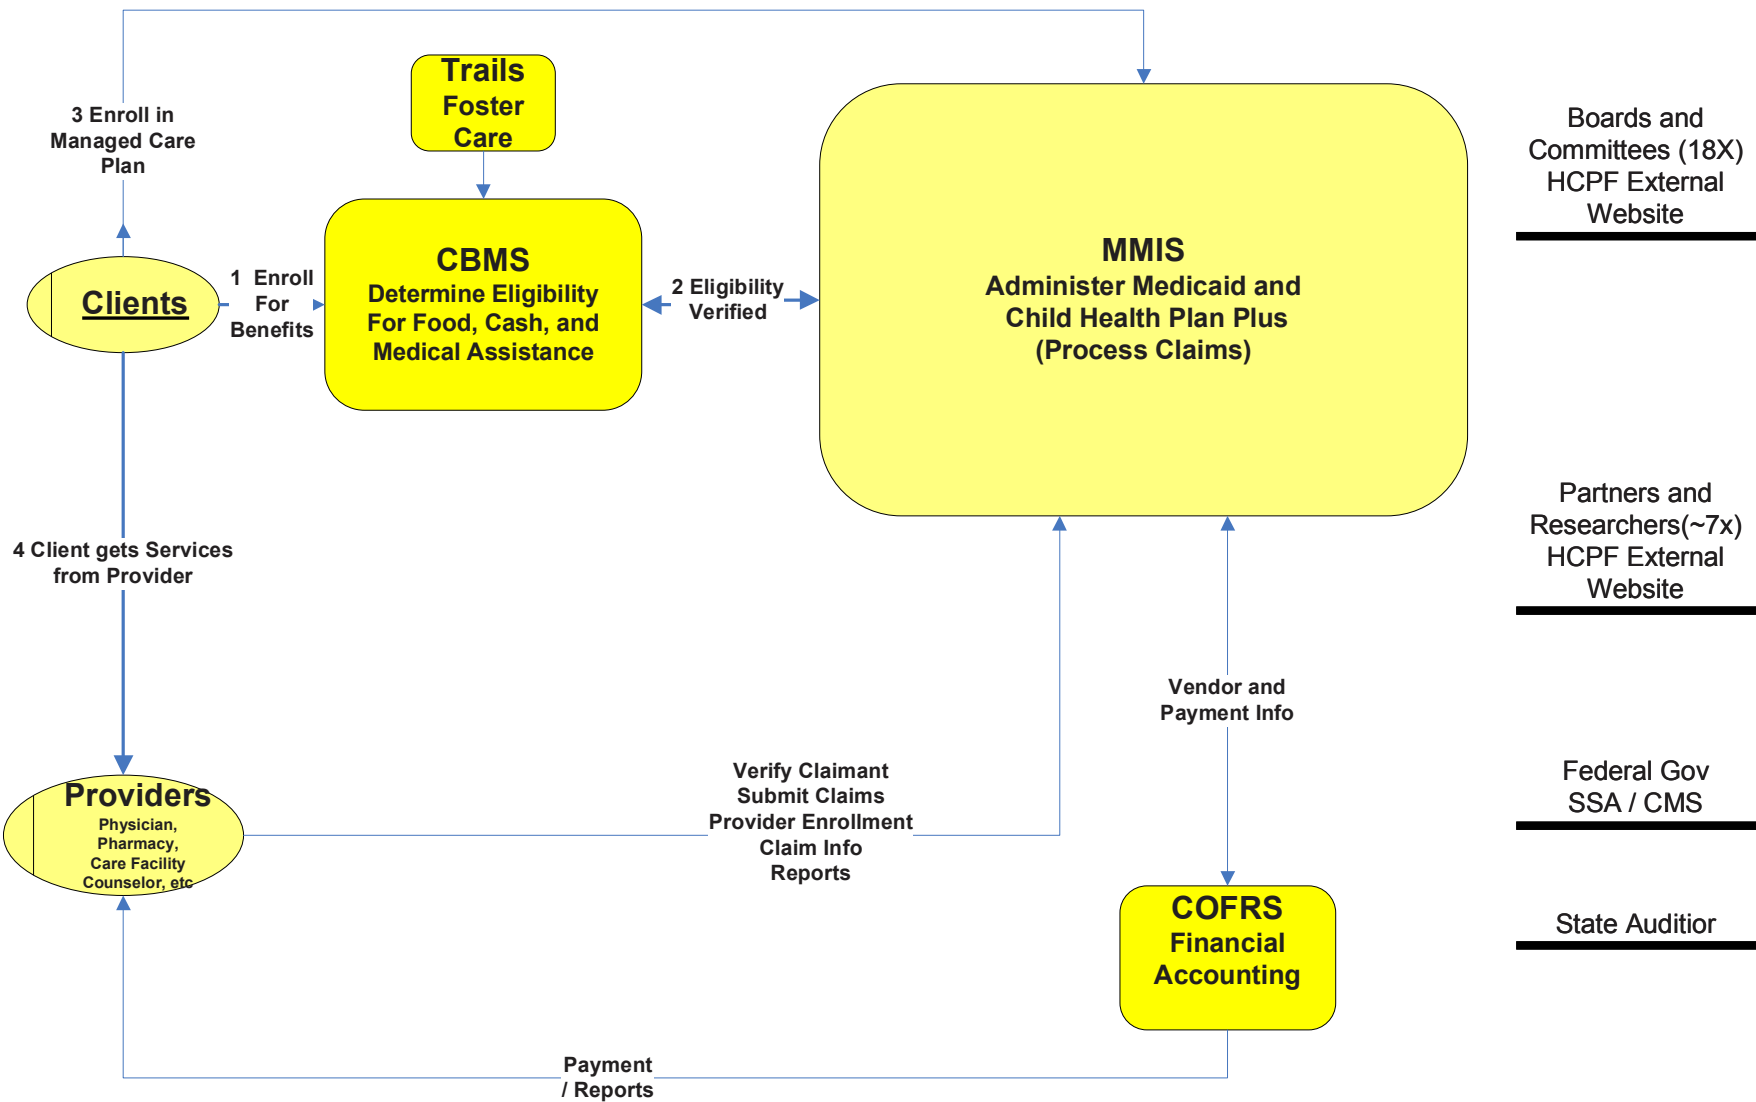 Trails
Foster
Care
3 Enroll in
Managed Care
Plan
Clients
1 Enroll
For
Benefits
CBMS
Determine Eligibility
For Food, Cash, and
Medical Assistance
2 Eligibility
Verified
MMIS
Administer Medicaid and
Child Health Plan Plus
(Process Claims)
Boards and
Committees (18X)
HCPF External
Website
Partners and
Researchers(~7x)
HCPF External
Website
4 Client gets Services
from Provider
Vendor and
Payment Info
Providers
Physician,
Pharmacy,
Care Facility
Counselor, etc
Verify Claimant
Submit Claims
Provider Enrollment
Claim Info
Reports
Federal Gov
SSA / CMS
COFRS
Financial
Accounting
State Auditior
Payment
/ Reports